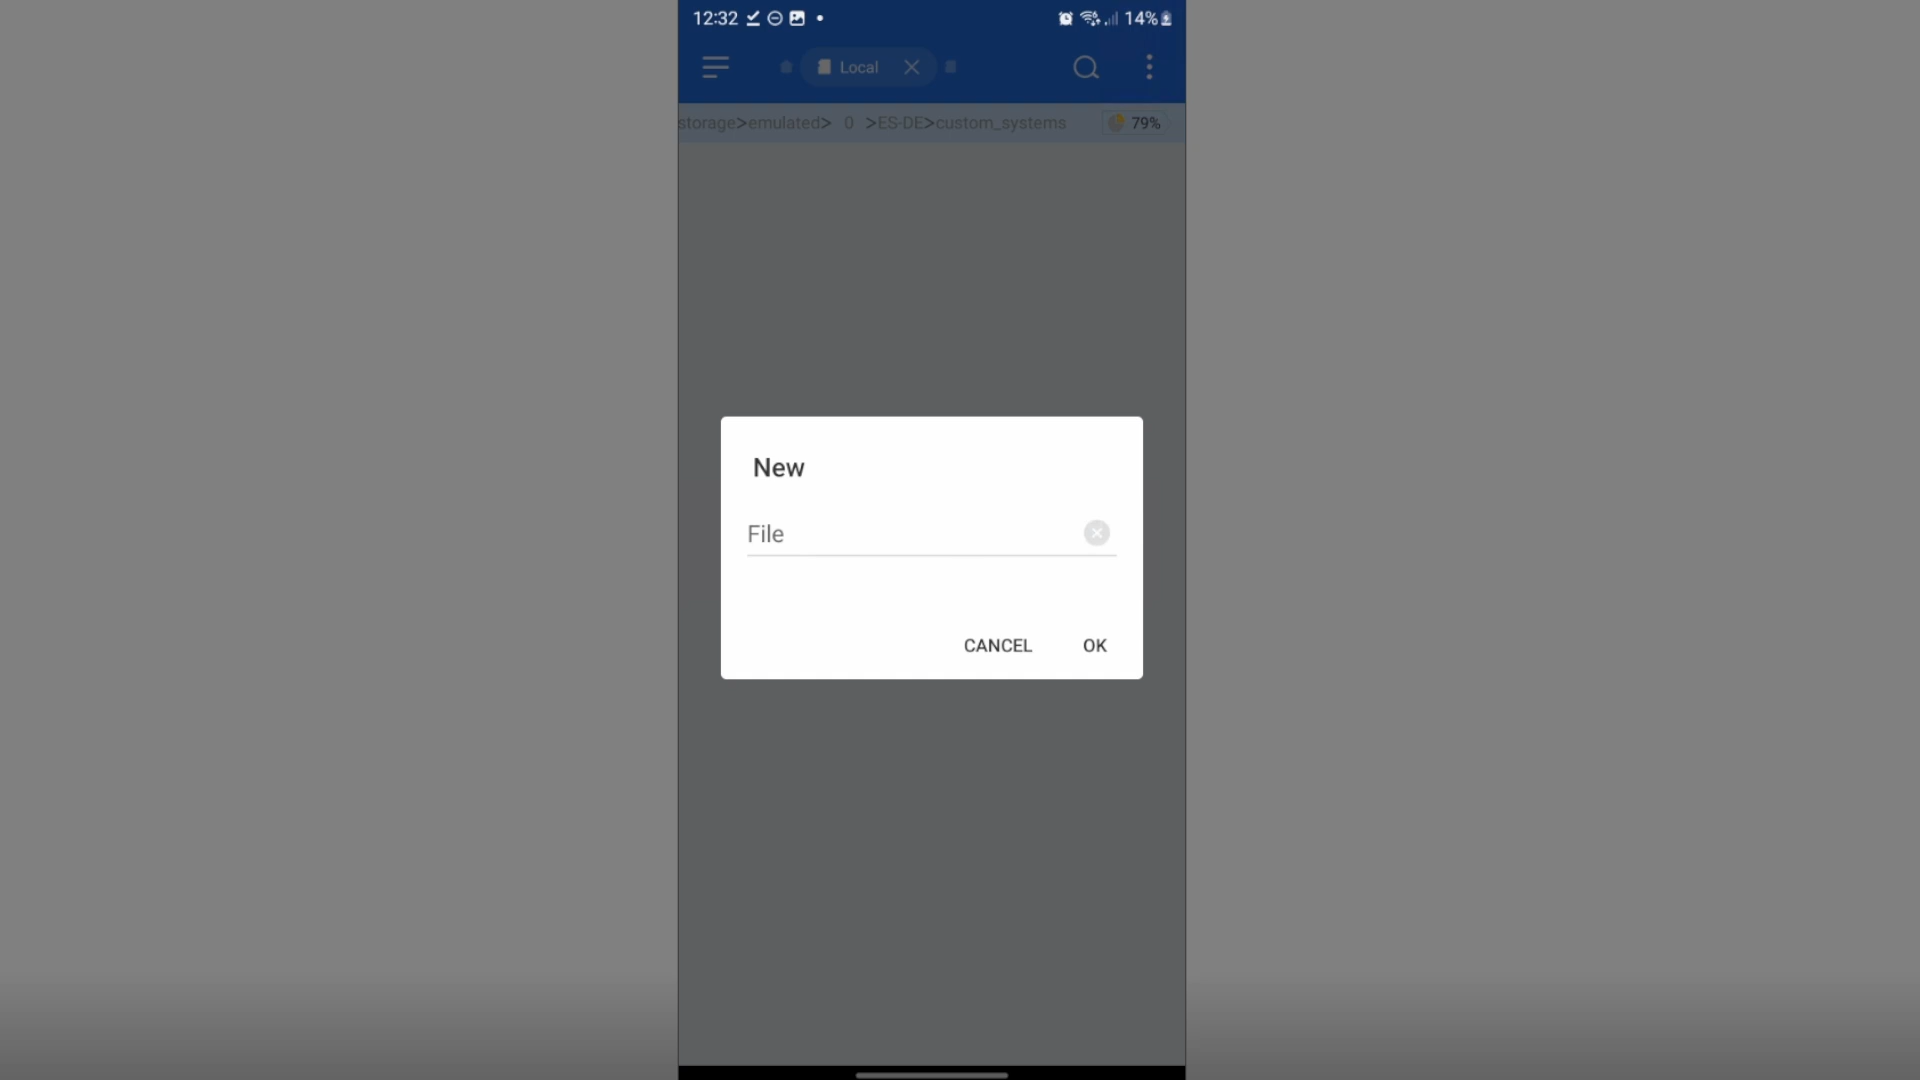 12:32 14%
Local
storage>emulated> 0 >ES-DE>custom_systems 79%
New
File
CANCEL OK